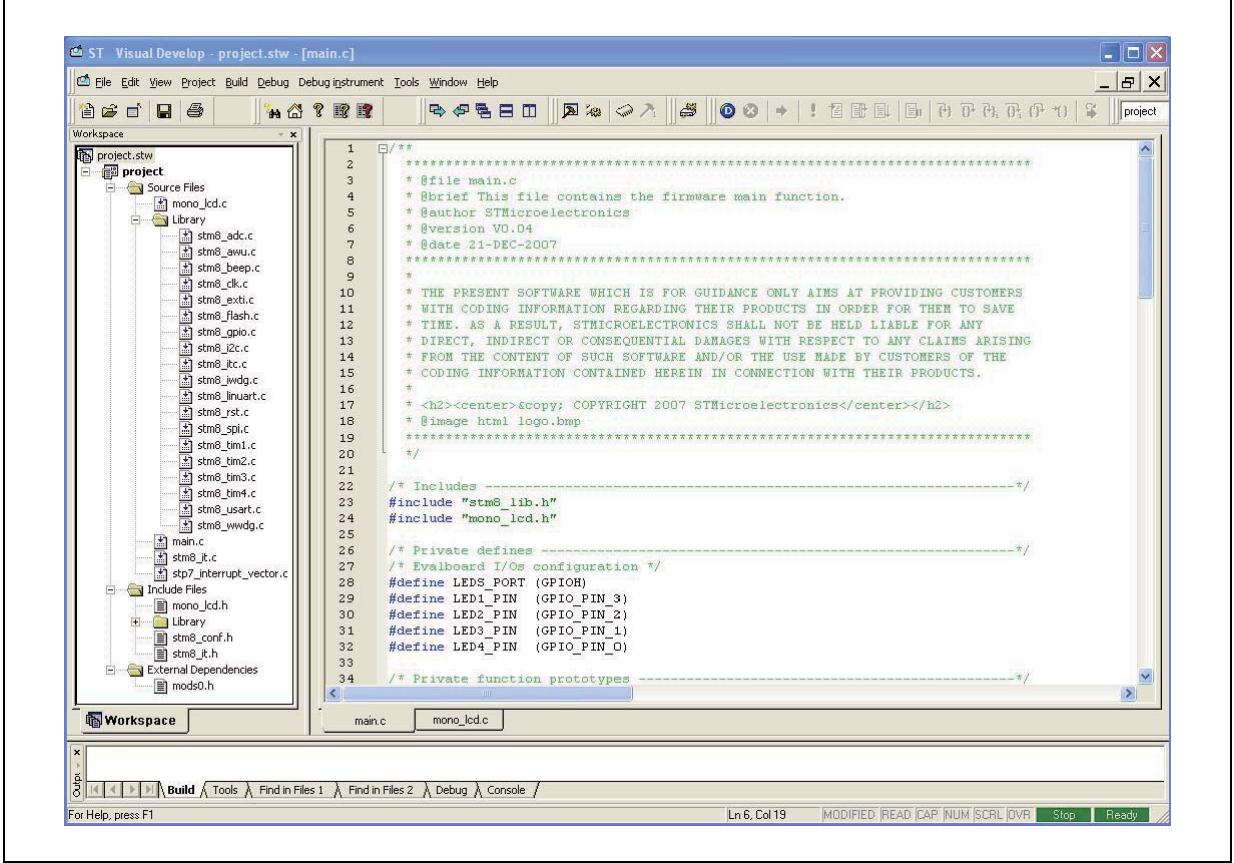 ST Visual Develop - project.stw - [main.c]
File Edit View Project Build Debug Debug instrument Tools Window Help
project
Workspace
project.stw
project
Source Files
mono_lcd.c
Library
stm8_adc.c
stm8_awu.c
stm8_beep.c
stm8_clk.c
stm8_exti.c
stm8_flash.c
stm8_gpio.c
stm8_i2c.c
stm8_itc.c
stm8_iwdg.c
stm8_linuart.c
stm8_rst.c
stm8_spi.c
stm8_tim1.c
stm8_tim2.c
stm8_tim3.c
stm8_tim4.c
stm8_usart.c
stm8_wwdg.c
main.c
stm8_it.c
stp7_interrupt_vector.c
Include Files
mono_lcd.h
Library
stm8_conf.h
stm8_it.h
External Dependencies
mods0.h
Workspace
1 /**
2 ******************************************************************************
3 * @file main.c
4 * @brief This file contains the firmware main function.
5 * @author STMicroelectronics
6 * @version V0.04
7 * @date 21-DEC-2007
8 ******************************************************************************
9 *
10 * THE PRESENT SOFTWARE WHICH IS FOR GUIDANCE ONLY AIMS AT PROVIDING CUSTOMERS
11 * WITH CODING INFORMATION REGARDING THEIR PRODUCTS IN ORDER FOR THEM TO SAVE
12 * TIME. AS A RESULT, STMICROELECTRONICS SHALL NOT BE HELD LIABLE FOR ANY
13 * DIRECT, INDIRECT OR CONSEQUENTIAL DAMAGES WITH RESPECT TO ANY CLAIMS ARISING
14 * FROM THE CONTENT OF SUCH SOFTWARE AND/OR THE USE MADE BY CUSTOMERS OF THE
15 * CODING INFORMATION CONTAINED HEREIN IN CONNECTION WITH THEIR PRODUCTS.
16 *
17 * <h2><center>&copy; COPYRIGHT 2007 STMicroelectronics</center></h2>
18 * @image html logo.bmp
19 ******************************************************************************
20 */
21
22 /* Includes ------------------------------------------------------------------*/
23 #include "stm8_lib.h"
24 #include "mono_lcd.h"
25
26 /* Private defines -----------------------------------------------------------*/
27 /* Evalboard I/Os configuration */
28 #define LEDS_PORT (GPIOH)
29 #define LED1_PIN (GPIO_PIN_3)
30 #define LED2_PIN (GPIO_PIN_2)
31 #define LED3_PIN (GPIO_PIN_1)
32 #define LED4_PIN (GPIO_PIN_0)
33
34 /* Private function prototypes -----------------------------------------------*/
main.c mono_lcd.c
Outpu
Build Tools Find in Files 1 Find in Files 2 Debug Console
For Help, press F1 Ln 6, Col 19 MODIFIED READ CAP NUM SCRL OVR Stop Ready